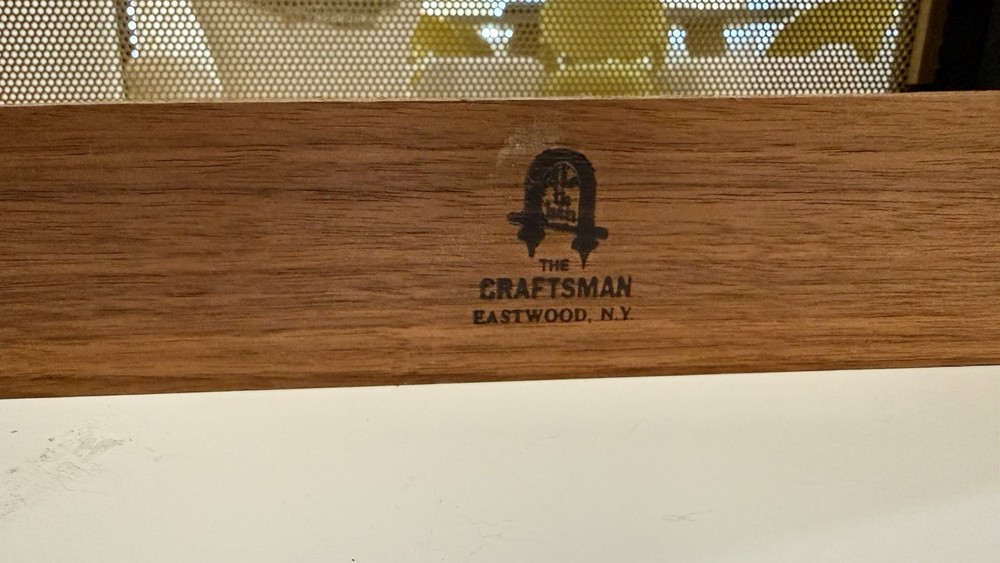 THE
CRAFTSMAN
EASTWOOD, N.Y.